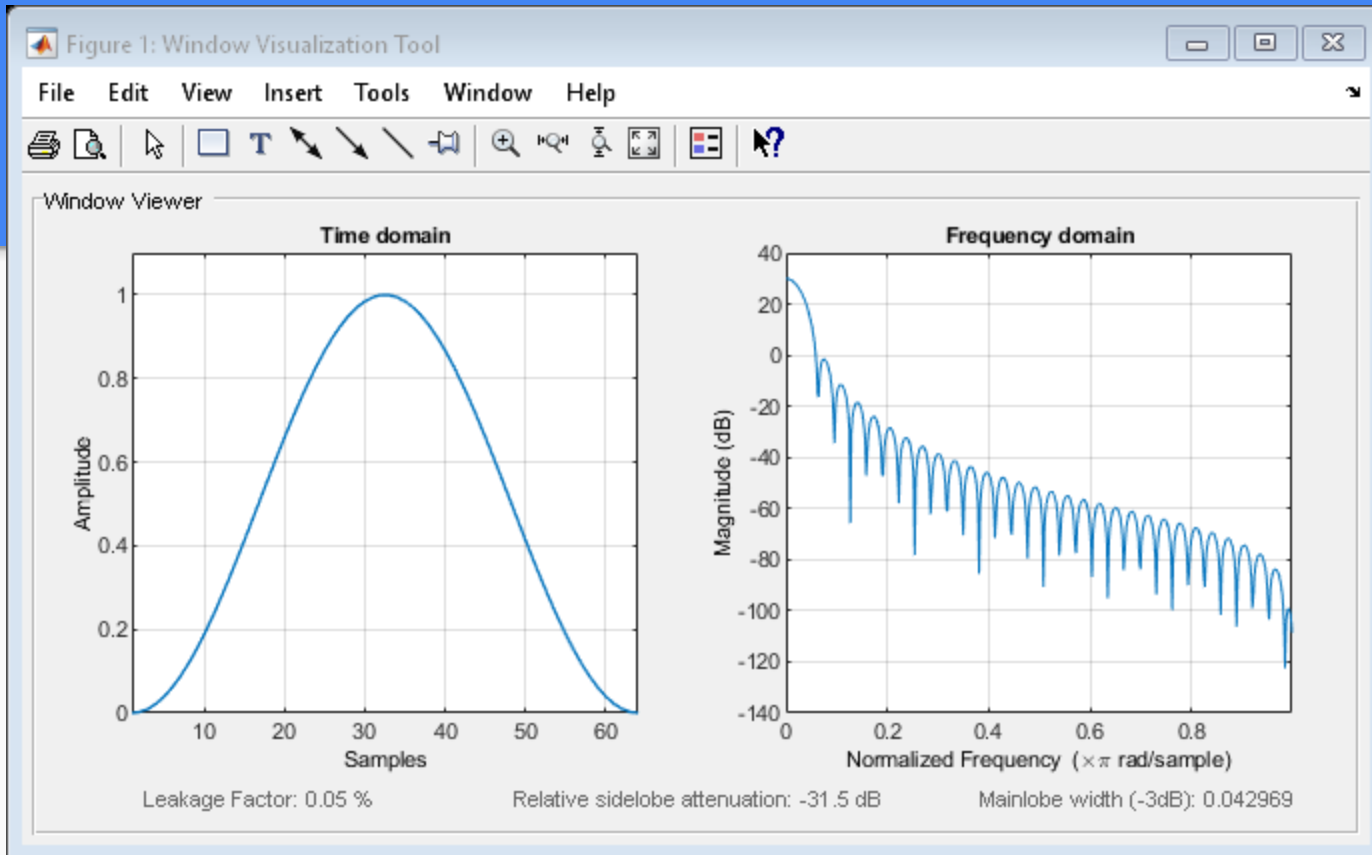 Figure 1: Window Visualization Tool
File Edit View Insert Tools Window Help
T
?
Window Viewer
Time domain
Amplitude
1
0.8
0.6
0.4
0.2
0
10 20 30 40 50 60
Samples
Frequency domain
Magnitude (dB)
40
20
0
-20
-40
-60
-80
-100
-120
-140
0 0.2 0.4 0.6 0.8
Normalized Frequency (×π rad/sample)
Leakage Factor: 0.05 % Relative sidelobe attenuation: -31.5 dB Mainlobe width (-3dB): 0.042969